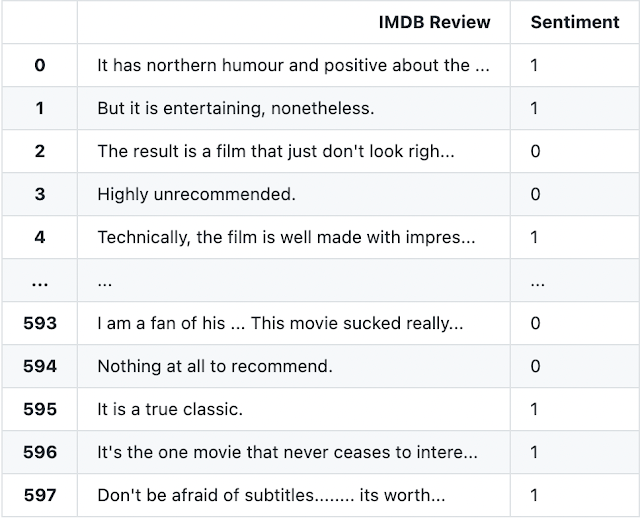 IMDB Review Sentiment
0 It has northern humour and positive about the ... 1
1 But it is entertaining, nonetheless. 1
2 The result is a film that just don't look righ... 0
3 Highly unrecommended. 0
4 Technically, the film is well made with impres... 1
... ... ...
593 I am a fan of his ... This movie sucked really... 0
594 Nothing at all to recommend. 0
595 It is a true classic. 1
596 It's the one movie that never ceases to intere... 1
597 Don't be afraid of subtitles........ its worth... 1